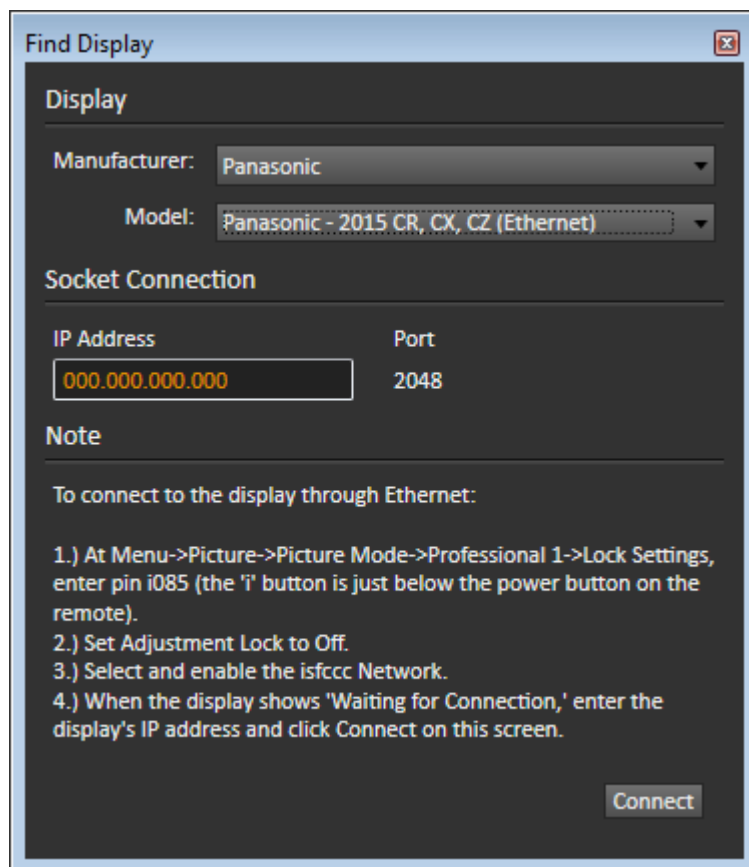 Find Display
Display
Manufacturer: Panasonic
Model: Panasonic - 2015 CR, CX, CZ (Ethernet)
Socket Connection
IP Address Port
000.000.000.000 2048
Note
To connect to the display through Ethernet:
1.) At Menu->Picture->Picture Mode->Professional 1->Lock Settings,
enter pin i085 (the 'i' button is just below the power button on the
remote).
2.) Set Adjustment Lock to Off.
3.) Select and enable the isfccc Network.
4.) When the display shows 'Waiting for Connection,' enter the
display's IP address and click Connect on this screen.
Connect